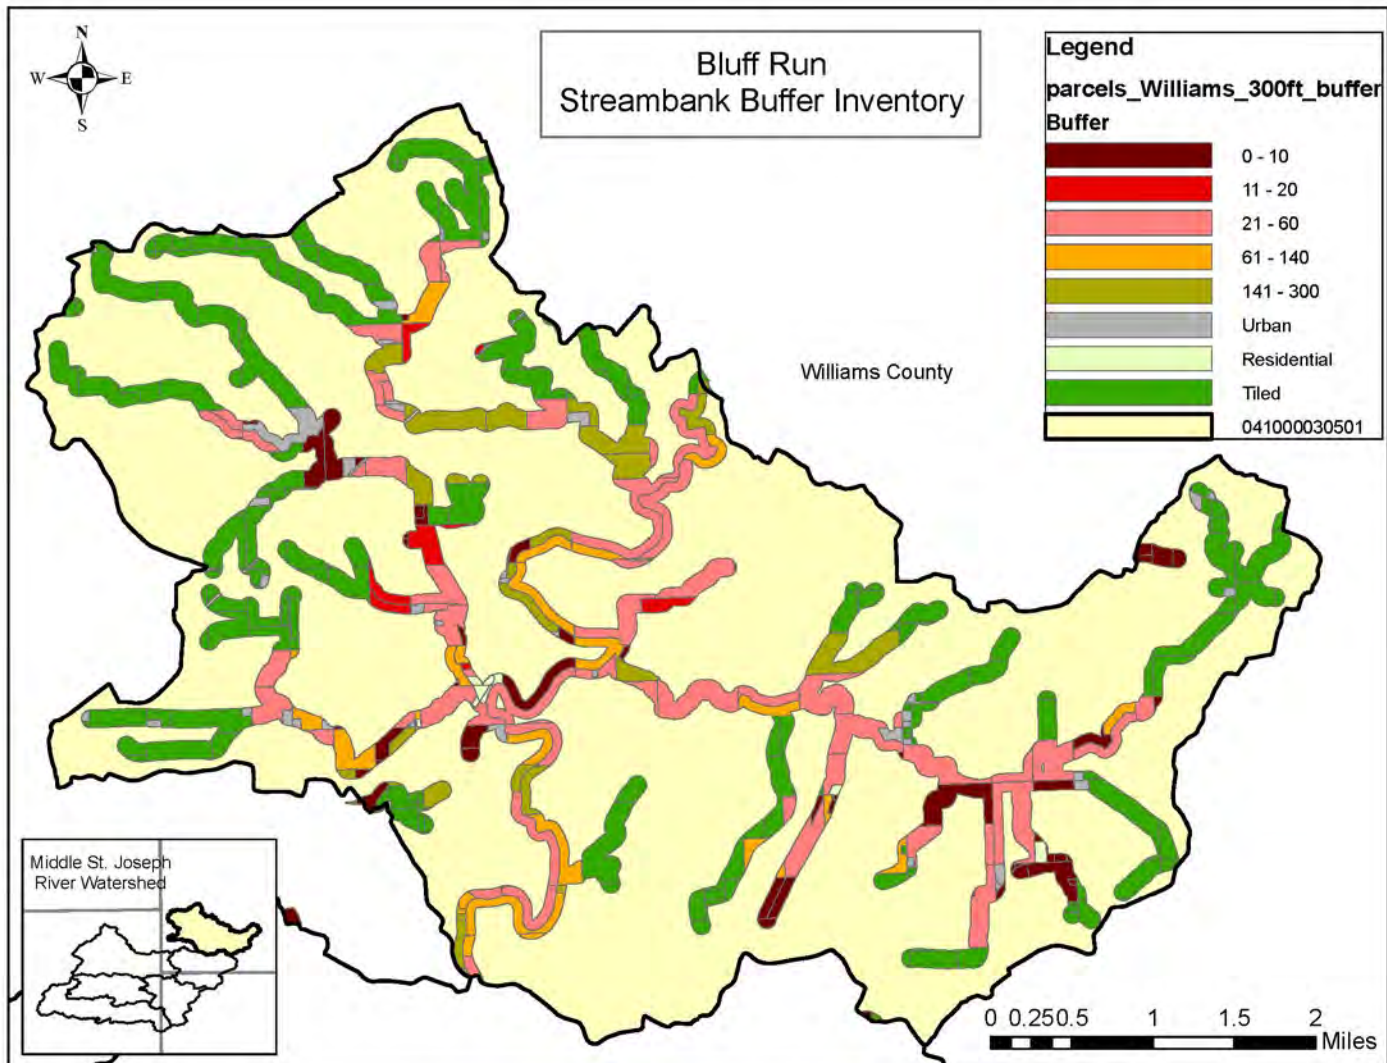 N
W E
S
Bluff Run
Streambank Buffer Inventory
Legend
parcels_Williams_300ft_buffer
Buffer
0 - 10
11 - 20
21 - 60
61 - 140
141 - 300
Urban
Residential
Tiled
041000030501
Williams County
Middle St. Joseph
River Watershed
0 0.250.5 1 1.5 2
Miles